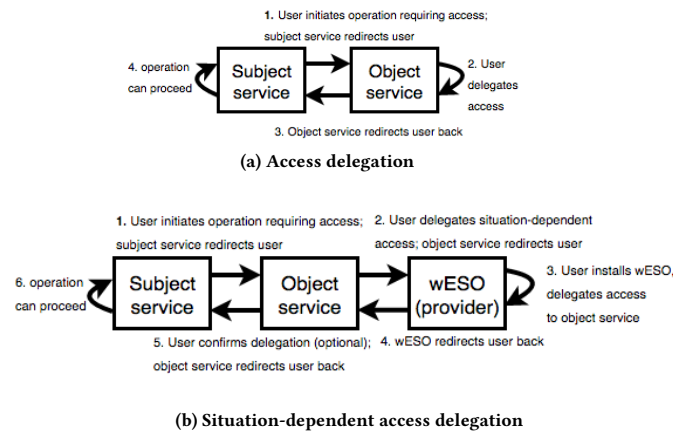 1. User initiates operation requiring access;
subject service redirects user
4. operation
can proceed
Subject
service
Object
service
2. User
delegates
access
3. Object service redirects user back
(a) Access delegation
1. User initiates operation requiring access;
subject service redirects user
2. User delegates situation-dependent
access; object service redirects user
6. operation
can proceed
Subject
service
Object
service
wESO
(provider)
3. User installs wESO,
delegates access
to object service
5. User confirms delegation (optional);
object service redirects user back
4. wESO redirects user back
(b) Situation-dependent access delegation